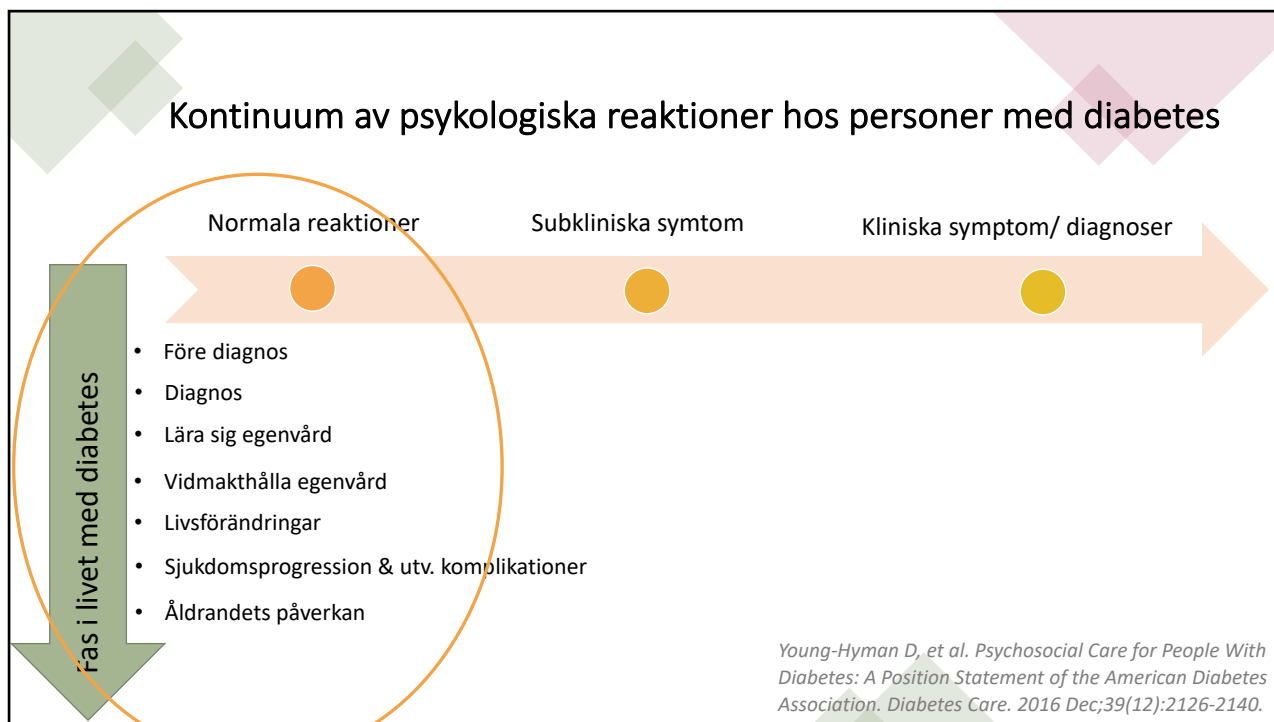 Kontinuum av psykologiska reaktioner hos personer med diabetes
Normala reaktioner
Subkliniska symtom
Kliniska symptom/ diagnoser
Fas i livet med diabetes
• Före diagnos
• Diagnos
• Lära sig egenvård
• Vidmakthålla egenvård
• Livsförändringar
• Sjukdomsprogression & utv. komplikationer
• Åldrandets påverkan
Young-Hyman D, et al. Psychosocial Care for People With
Diabetes: A Position Statement of the American Diabetes
Association. Diabetes Care. 2016 Dec;39(12):2126-2140.